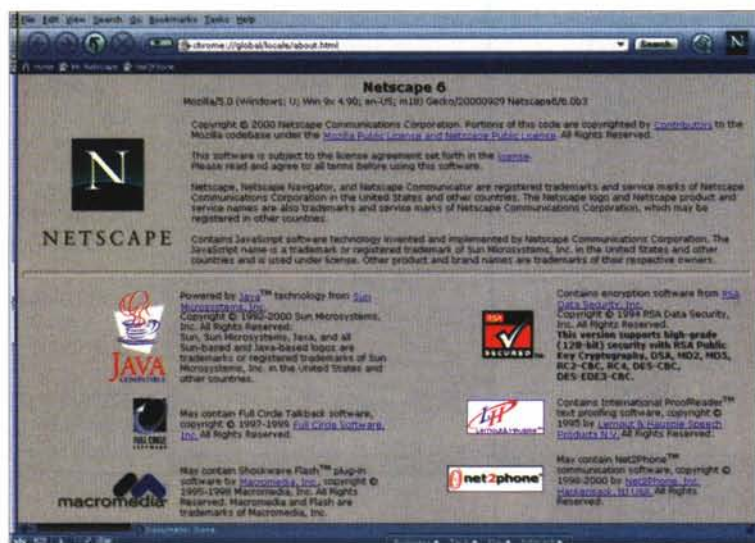 File Edit View Search Go Bookmarks Tasks Help
chrome://global/locale/about.html
Search
N
Home My Netscape Net2Phone
Netscape 6
Mozilla/5.0 (Windows; U; Win 9x 4.90; en-US; m18) Gecko/20000929 Netscape6/6.0b3
Copyright © 2000 Netscape Communications Corporation. Portions of this code are copyrighted by Contributors to the
Mozilla codebase under the Mozilla Public License and Netscape Public License. All Rights Reserved.
This software is subject to the license agreement set forth in the license.
Please read and agree to all terms before using this software.
Netscape, Netscape Navigator, and Netscape Communicator are registered trademarks and service marks of Netscape
Communications Corporation in the United States and other countries. The Netscape logo and Netscape product and
service names are also trademarks and service marks of Netscape Communications Corporation, which may be
registered in other countries.
Contains JavaScript software technology invented and implemented by Netscape Communications Corporation. The
JavaScript name is a trademark or registered trademark of Sun Microsystems, Inc. in the United States and other
countries and is used under license. Other product and brand names are trademarks of their respective owners.
N
NETSCAPE
JAVA
COMPATIBLE
Powered by Java™ technology from Sun
Microsystems, Inc.
Copyright © 1992-2000 Sun Microsystems,
Inc. All Rights Reserved.
Sun, Sun Microsystems, Java, and all
Sun-based and Java-based logos are
trademarks or registered trademarks of Sun
Microsystems, Inc. in the United States and
other countries.
RSA
SECURED
Contains encryption software from RSA
Data Security, Inc.
Copyright © 1994 RSA Data Security,
Inc. All Rights Reserved.
This version supports high-grade
(128-bit) security with RSA Public
Key Cryptography, DSA, MD2, MD5,
RC2-CBC, RC4, DES-CBC,
DES-EDE3-CBC.
FULL CIRCLE
SOFTWARE
May contain Full Circle Talkback software,
copyright © 1997-1999 Full Circle Software,
Inc. All Rights Reserved.
LH
Lernout & Hauspie
Contains International ProofReader™
text proofing software, copyright ©
1995 by Lernout & Hauspie Speech
Products N.V. All Rights Reserved.
macromedia
May contain Shockwave Flash™ plug-in
software by Macromedia, Inc., copyright ©
1995-1998 Macromedia, Inc. All Rights
Reserved. Macromedia and Flash are
trademarks of Macromedia, Inc.
net2phone
May contain Net2Phone™
communication software, copyright ©
1998-2000 by Net2Phone, Inc.
Hackensack, NJ USA. All Rights
Reserved.
Document: Done